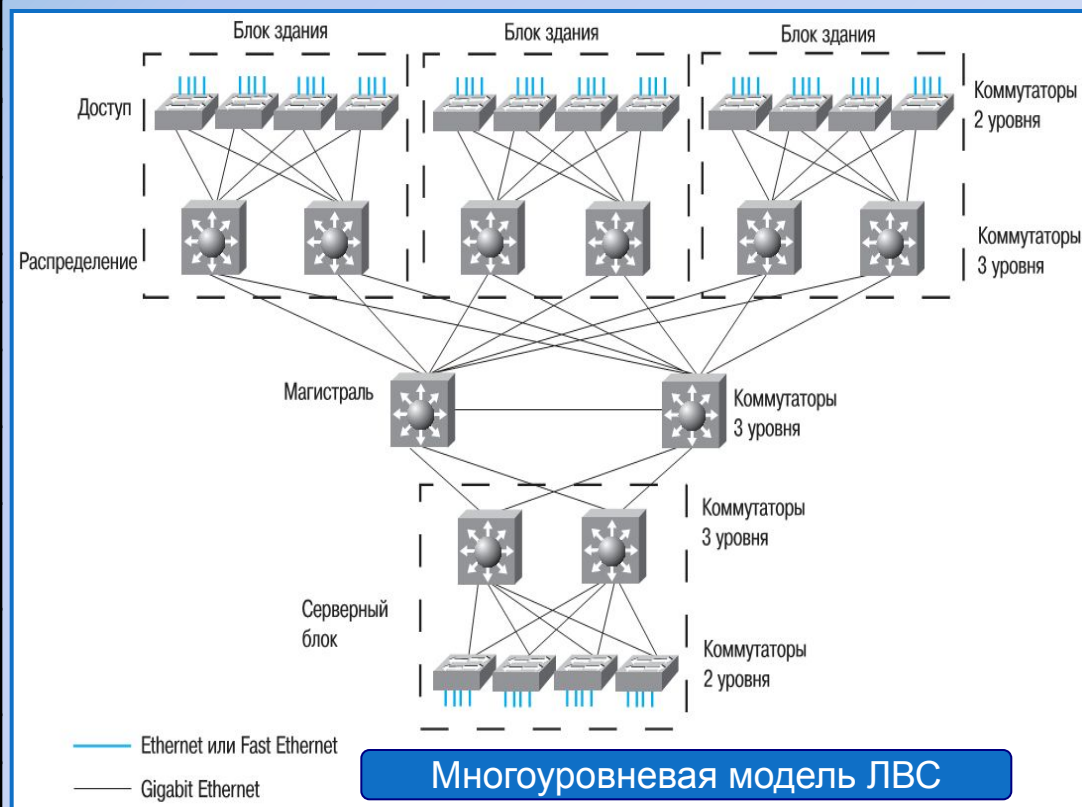 Блок здания
Блок здания
Блок здания
Доступ
Коммутаторы
2 уровня
Распределение
Коммутаторы
3 уровня
Магистраль
Коммутаторы
3 уровня
Коммутаторы
3 уровня
Серверный
блок
Коммутаторы
2 уровня
Ethernet или Fast Ethernet
Gigabit Ethernet
Многоуровневая модель ЛВС